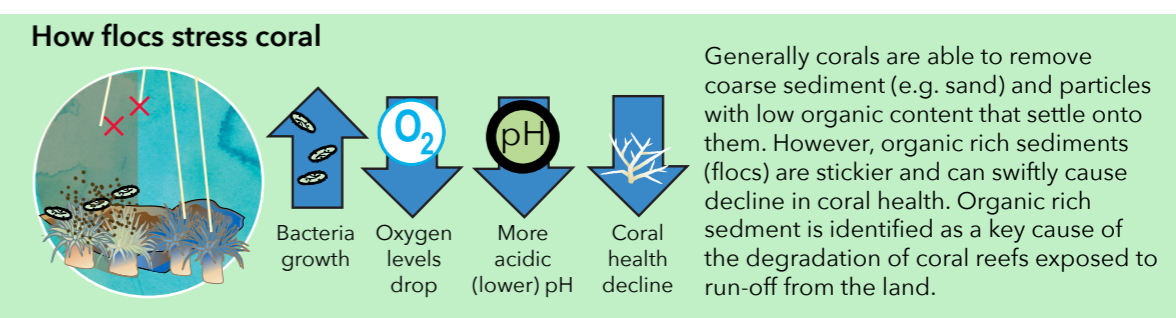 How flocs stress coral
O2
pH
Bacteria
growth
Oxygen
levels
drop
More
acidic
(lower) pH
Coral
health
decline
Generally corals are able to remove
coarse sediment (e.g. sand) and particles
with low organic content that settle onto
them. However, organic rich sediments
(flocs) are stickier and can swiftly cause
decline in coral health. Organic rich
sedment is identified as a key cause of
the degradation of coral reefs exposed to
run-off from the land.